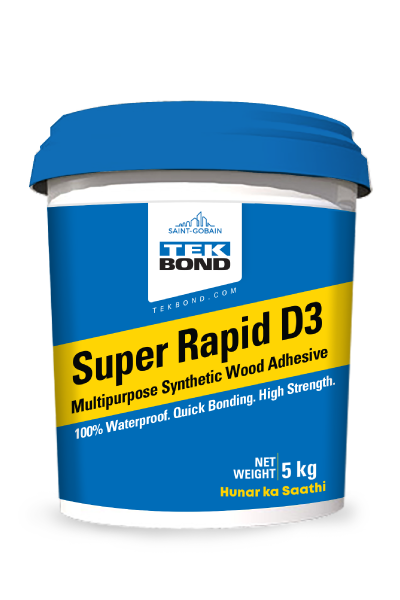 SAINT-GOBAIN
TEK
BOND
TEKBOND.COM
Super Rapid D3
Multipurpose Synthetic Wood Adhesive
100% Waterproof. Quick Bonding. High Strength.
NET
WEIGHT 5 kg
Hunar ka Saathi